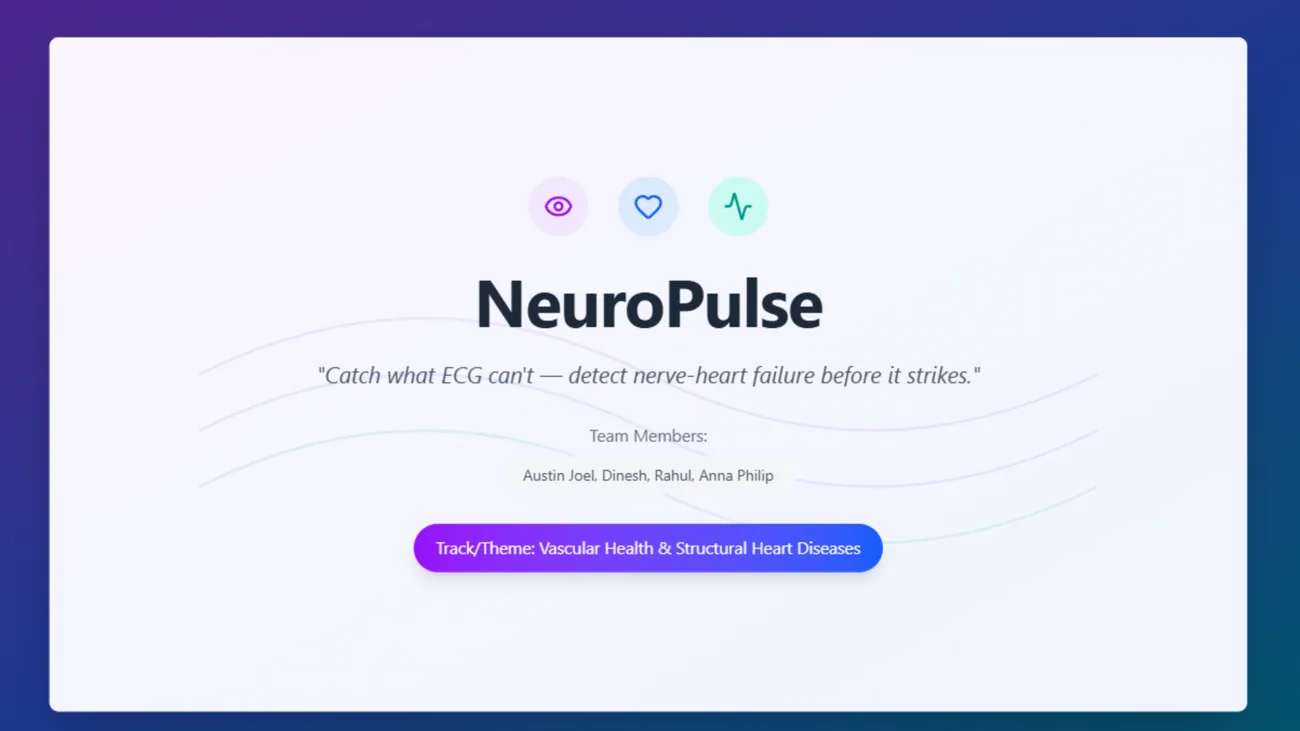 NeuroPulse
"Catch what ECG can't — detect nerve-heart failure before it strikes."
Team Members:
Austin Joel, Dinesh, Rahul, Anna Philip
Track/Theme: Vascular Health & Structural Heart Diseases